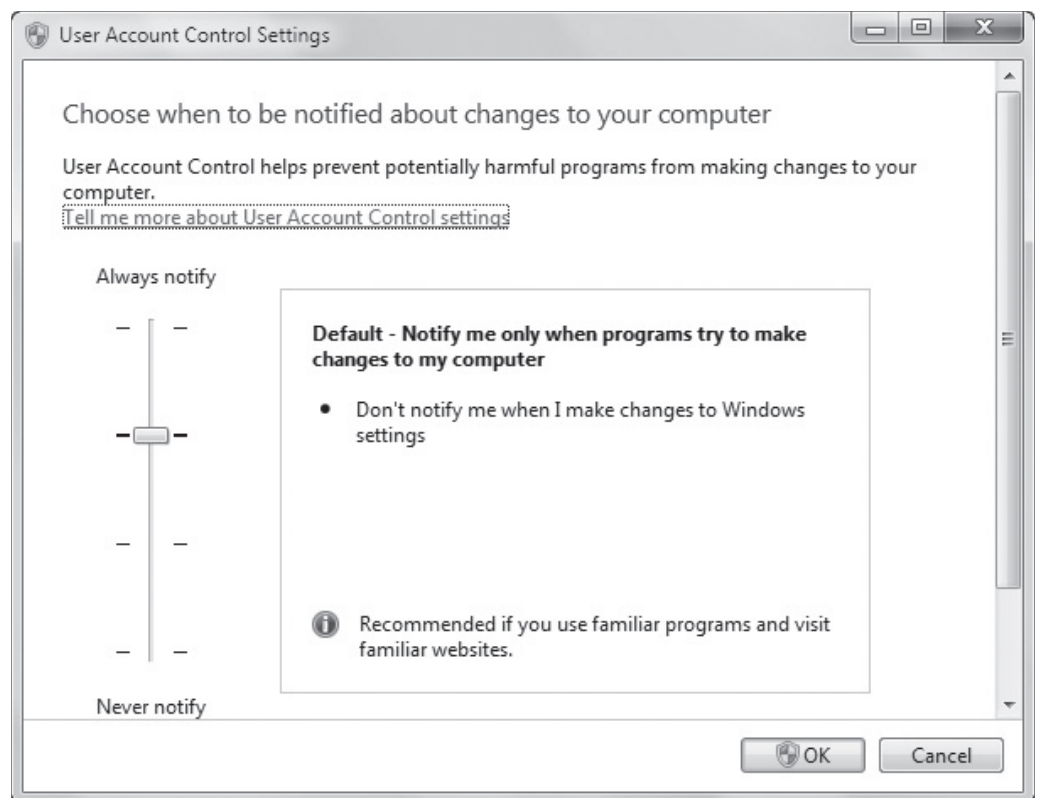 User Account Control Settings
Choose when to be notified about changes to your computer
User Account Control helps prevent potentially harmful programs from making changes to your
computer.
Tell me more about User Account Control settings
Always notify
Default - Notify me only when programs try to make
changes to my computer
• Don't notify me when I make changes to Windows
settings
Recommended if you use familiar programs and visit
familiar websites.
Never notify
OK
Cancel